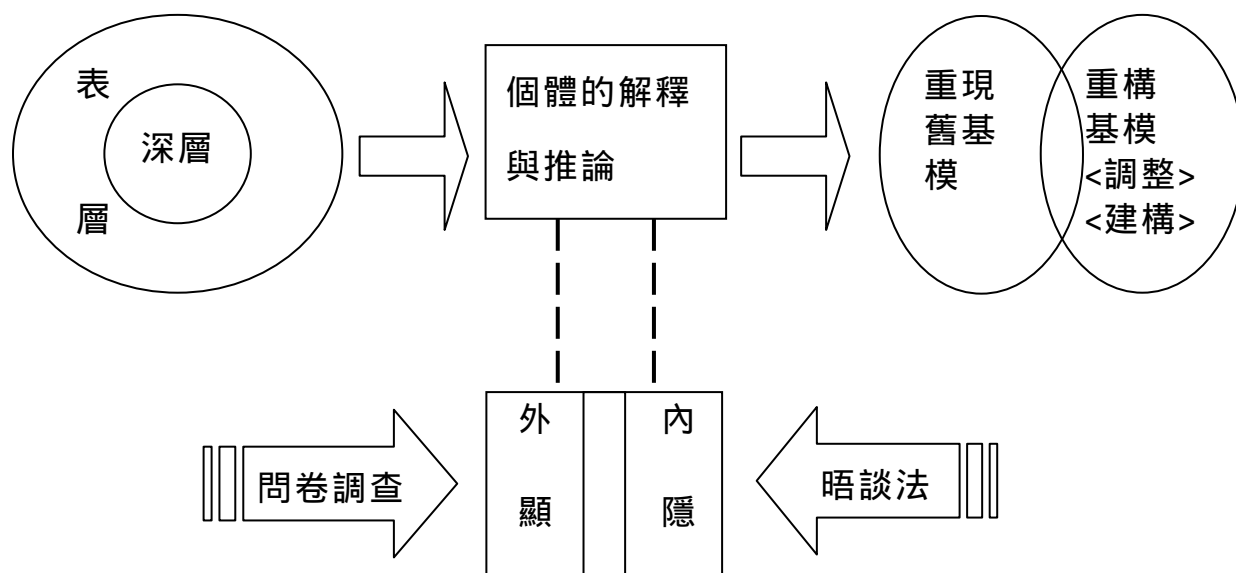 表
層
深層
個體的解釋
與推論
重現
舊基
模
重構
基模
<調整>
<建構>
外
顯
內
隱
問卷調查
晤談法